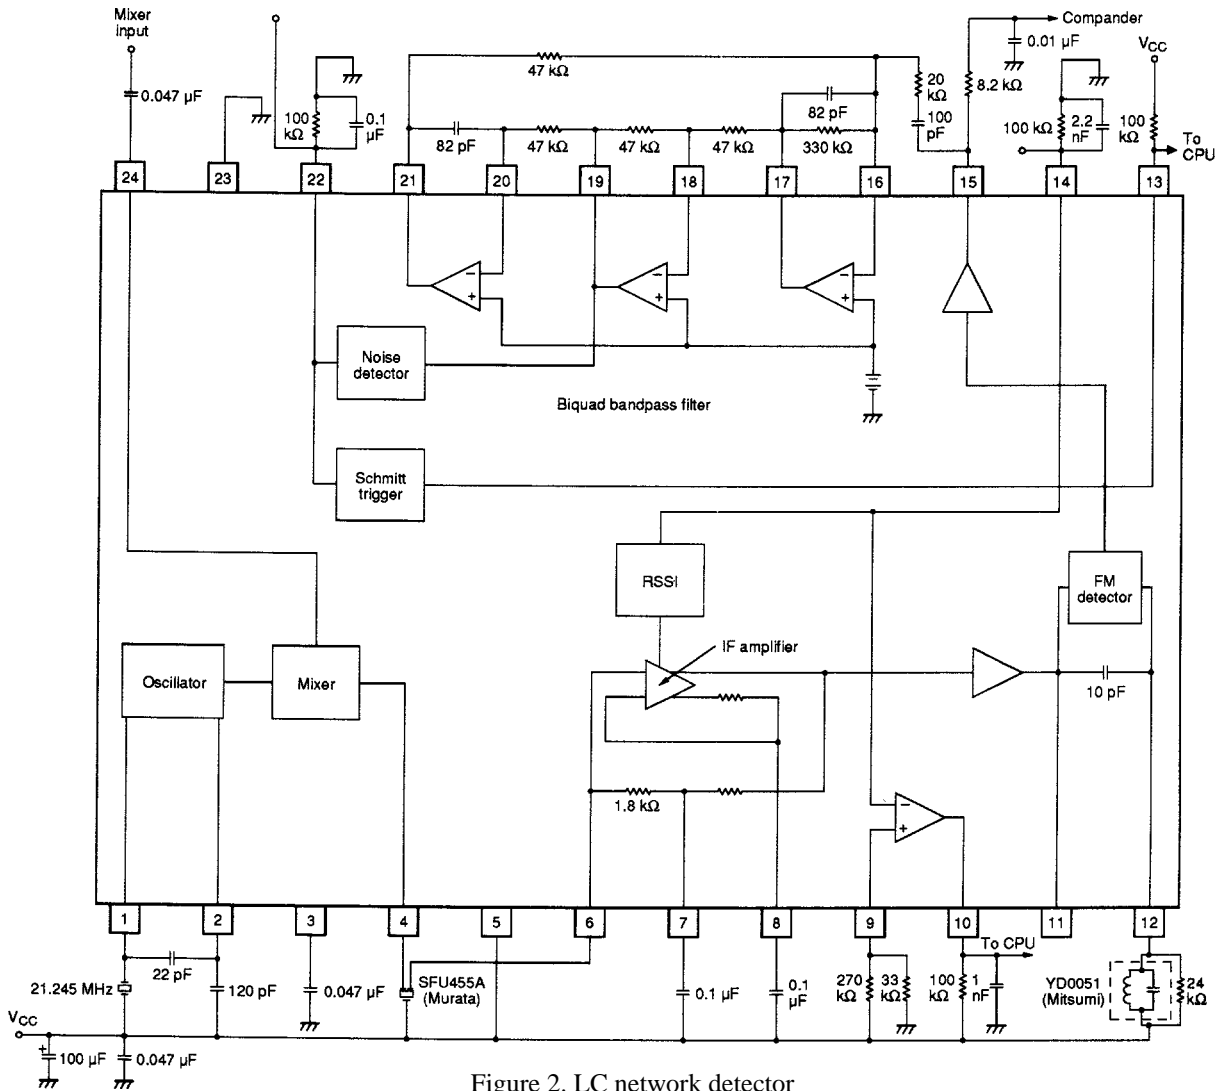 Mixer
input
0.047 µF
100
kΩ
0.1
µF
47 kΩ
82 pF
47 kΩ
47 kΩ
47 kΩ
82 pF
330 kΩ
20
kΩ
100
pF
8.2 kΩ
Compander
0.01 µF
100 kΩ
2.2
nF
VCC
100
kΩ
To
CPU
24
23
22
21
20
19
18
17
16
15
14
13
−
+
−
+
−
+
Noise
detector
Biquad bandpass filter
Schmitt
trigger
RSSI
FM
detector
IF amplifier
Oscillator
Mixer
10 pF
1.8 kΩ
−
+
1
2
3
4
5
6
7
8
9
10
11
12
22 pF
21.245 MHz
120 pF
0.047 µF
SFU455A
(Murata)
0.1 µF
0.1
µF
270
kΩ
33
kΩ
100
kΩ
1
nF
To CPU
YD0051
(Mitsumi)
24
kΩ
VCC
+
100 µF
0.047 µF
Figure 2. LC network detector